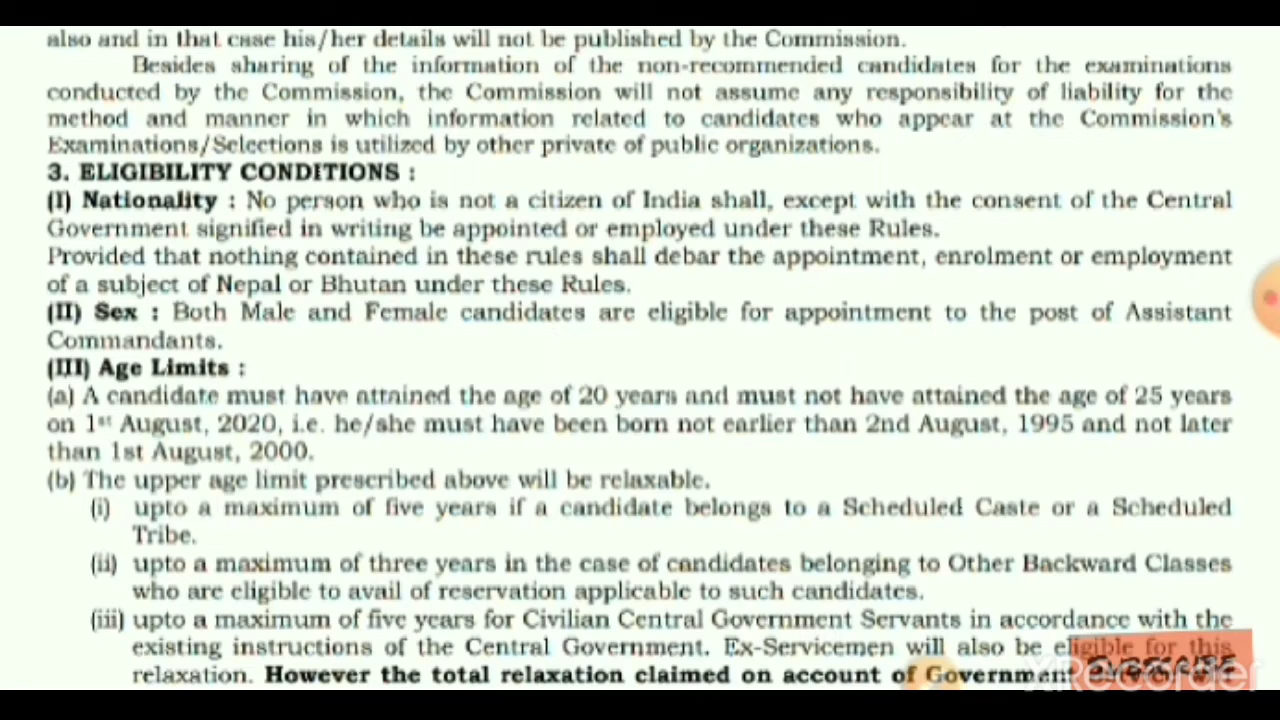 also and in that case his/her details will not be published by the Commission.
Besides sharing of the information of the non-recommended candidates for the examinations
conducted by the Commission, the Commission will not assume any responsibility of liability for the
method and manner in which information related to candidates who appear at the Commission's
Examinations/Selections is utilized by other private of public organizations.
3. ELIGIBILITY CONDITIONS :
(I) Nationality : No person who is not a citizen of India shall, except with the consent of the Central
Government signified in writing be appointed or employed under these Rules.
Provided that nothing contained in these rules shall debar the appointment, enrolment or employment
of a subject of Nepal or Bhutan under these Rules.
(II) Sex : Both Male and Female candidates are eligible for appointment to the post of Assistant
Commandants.
(III) Age Limits :
(a) A candidate must have attained the age of 20 years and must not have attained the age of 25 years
on 1st August, 2020, i.e. he/she must have been born not earlier than 2nd August, 1995 and not later
than 1st August, 2000.
(b) The upper age limit prescribed above will be relaxable.
(i) upto a maximum of five years if a candidate belongs to a Scheduled Caste or a Scheduled
Tribe.
(ii) upto a maximum of three years in the case of candidates belonging to Other Backward Classes
who are eligible to avail of reservation applicable to such candidates.
(iii) upto a maximum of five years for Civilian Central Government Servants in accordance with the
existing instructions of the Central Government. Ex-Servicemen will also be eligible for this
relaxation. However the total relaxation claimed on account of Government
SUBSCRIBE
XRecorder